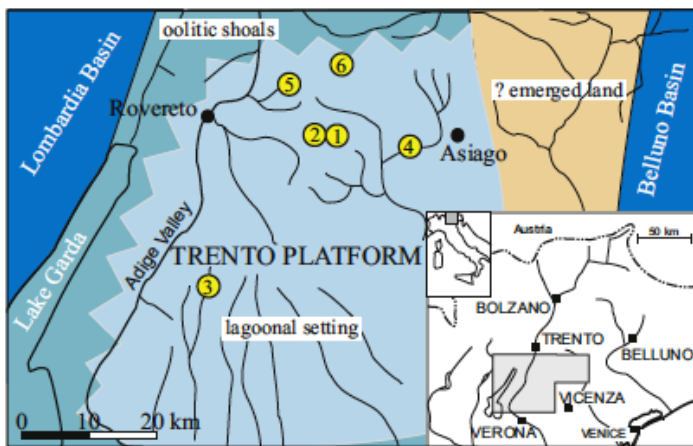 oolitic shoals
Lombardia Basin
Rovereto
5
6
? emerged land
Belluno Basin
2
1
4
Asiago
Lake Garda
Adige Valley
TRENTO PLATFORM
3
lagoonal setting
0 10 20 km
Austria
50 km
BOLZANO
TRENTO
BELLUNO
VICENZA
VERONA
VENICE